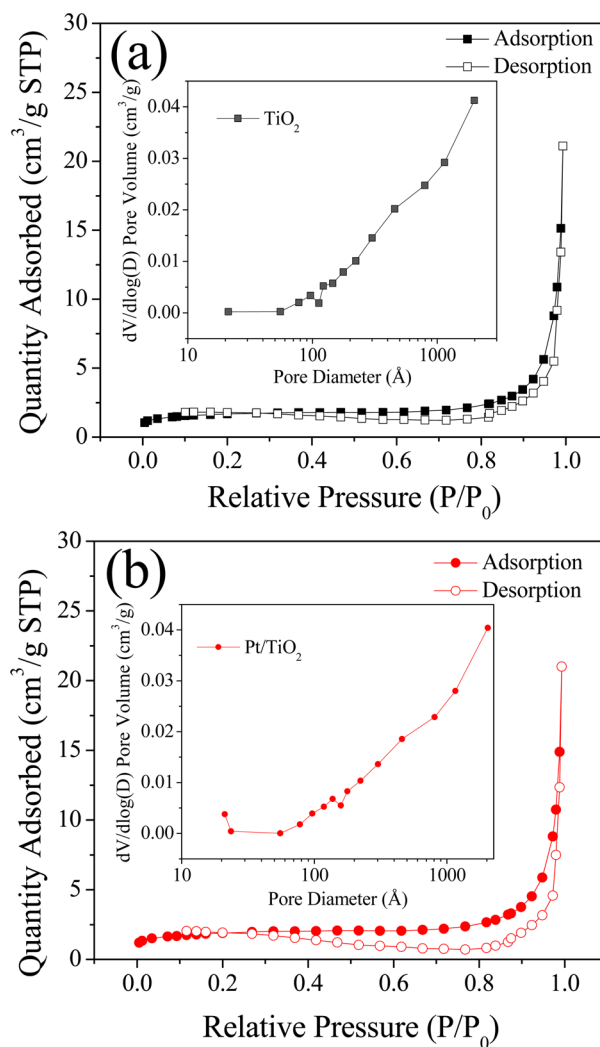 (a)
Adsorption
Desorption
Quantity Adsorbed (cm³/g STP)
30
25
20
15
10
5
0
0.0 0.2 0.4 0.6 0.8 1.0
Relative Pressure (P/P₀)
TiO₂
dV/dlog(D) Pore Volume (cm³/g)
0.04
0.03
0.02
0.01
0.00
10 100 1000
Pore Diameter (Å)
(b)
Adsorption
Desorption
Quantity Adsorbed (cm³/g STP)
30
25
20
15
10
5
0
0.0 0.2 0.4 0.6 0.8 1.0
Relative Pressure (P/P₀)
Pt/TiO₂
dV/dlog(D) Pore Volume (cm³/g)
0.04
0.03
0.02
0.01
0.00
10 100 1000
Pore Diameter (Å)